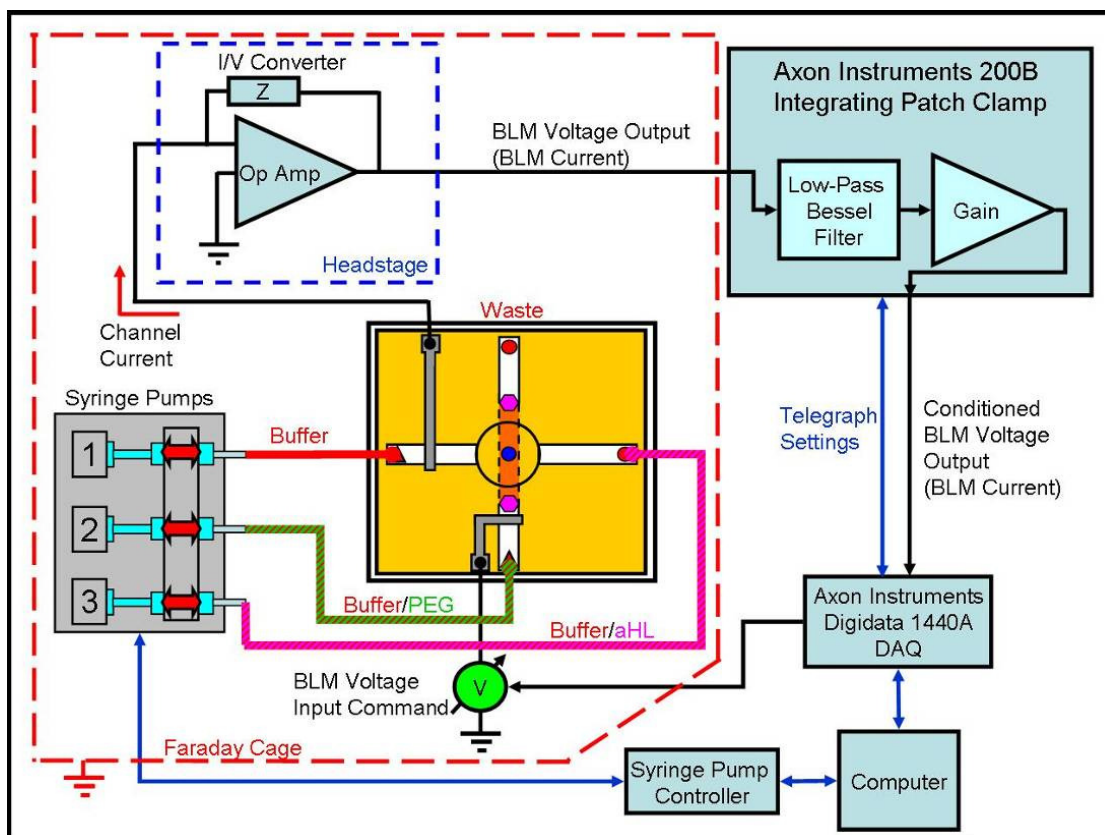 I/V Converter
Z
Op Amp
Headstage
BLM Voltage Output
(BLM Current)
Axon Instruments 200B
Integrating Patch Clamp
Low-Pass
Bessel
Filter
Gain
Channel
Current
Waste
Syringe Pumps
1
2
3
Buffer
Buffer/PEG
Buffer/aHL
Telegraph
Settings
Conditioned
BLM Voltage
Output
(BLM Current)
Axon Instruments
Digidata 1440A
DAQ
BLM Voltage
Input Command
V
Faraday Cage
Syringe Pump
Controller
Computer